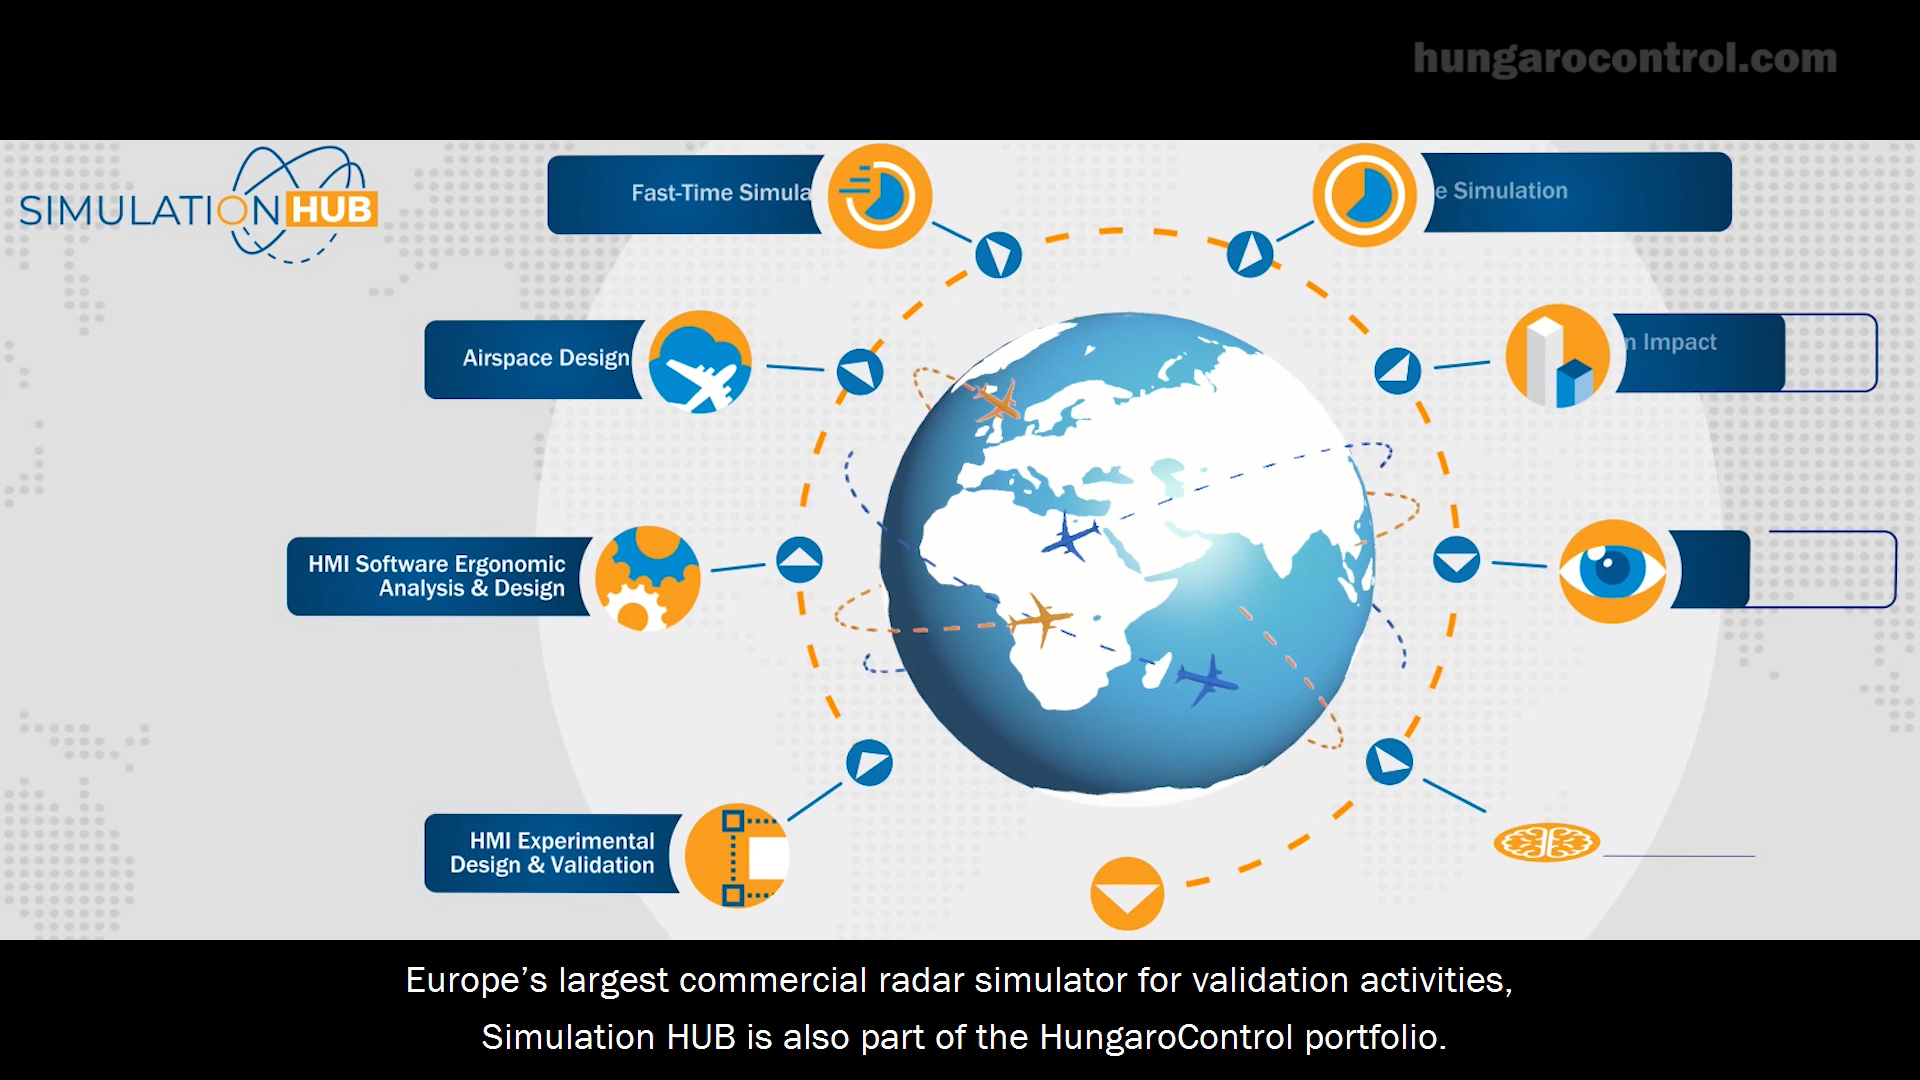 hungarocontrol.com
SIMULATION HUB
Fast-Time Simula
e Simulation
Airspace Design
n Impact
HMI Software Ergonomic
Analysis & Design
HMI Experimental
Design & Validation
Europe’s largest commercial radar simulator for validation activities,
Simulation HUB is also part of the HungaroControl portfolio.